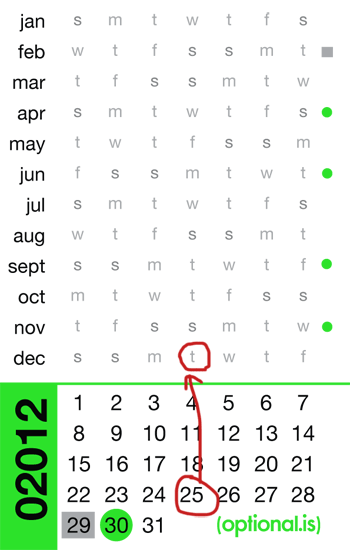 jan s m t w t f s
feb w t f s s m t
mar t f s s m t w
apr s m t w t f s
may t w t f s s m
jun f s s m t w t
jul s m t w t f s
aug w t f s s m t
sept s s m t w t f
oct m t w t f s s
nov t f s s m t w
dec s s m t w t f
02012
1 2 3 4 5 6 7
8 9 10 11 12 13 14
15 16 17 18 19 20 21
22 23 24 25 26 27 28
29 30 31 (optional.is)